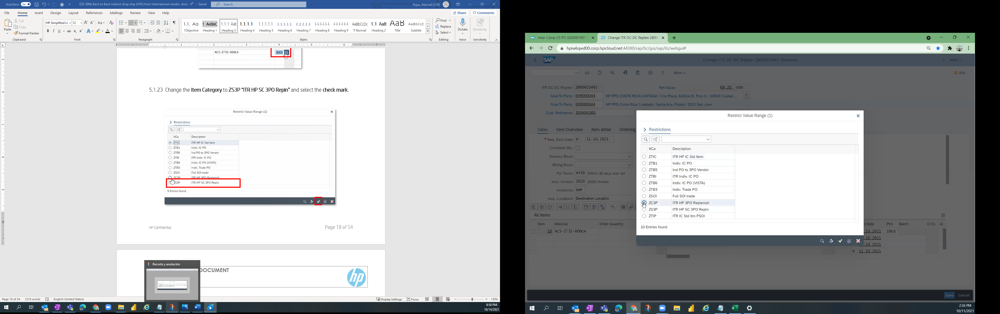 AutoSave On
E2E-506b Back to Back Indirect drop ship (HOI) from International vendor .docx - Saved
Search
Rojas, Manuel (CW)
File Home Insert Design Layout References Mailings Review View Help
Share Comments
Paste
Cut
Copy
Format Painter
Clipboard
HP Simplified Li 12
Font
Paragraph
1.1. Aa 1 AABBC 1.1.1 AaE 1.1.1.1 1.1.1.1.1 1.1.1.1.1. 1.1.1.1.1. 1.1.1.1.1.1. 1.1.1.1.1.1. AaBbCcDc 1.1 AaB AaB AaBbCcD
1Objective Heading 1 Heading 3 Heading 4 Heading 5 Heading 6 Heading 7 Heading 8 Heading 9 ¶ Normal Heading 2 Title Subtitle
Styles
Find
Replace
Select
Editing
Dictate
Voice
Sensitivity
Sensitivity
RC5-2732-000CN ZTIC
5.1.23 Change the Item Category to ZS3P “ITR HP SC 3PO Repin” and select the check mark.
Restrict Value Range (1)
Restrictions
ItCa Description
ZTIC ITR HP IC Std Item
ZTB1 Indiv. IC PO
ZTB5 Ind PO to 3PO Vendor
ZTBI ITR Indiv. IC PO
ZTB6 Indiv. IC PO (VISTA)
ZTB3 Indiv. Trade PO
ZSOI Full SOI trade
ZC3P ITR HP 3PO Replenish
ZS3P ITR HP SC 3PO Repln
9 Entries found
HP Confidential
Page 18 of 54
Recorte y anotación
DOCUMENT
hp
Page 18 of 54 2318 words English (United States)
Display Settings Focus 130%
8:50 PM
10/14/2021
Inter Comp CS PO 3200001951
Change ITR DC-DC Replen 2800
hpiw6qwd00.corp.hpicloud.net:44380/sap/bc/gui/sap/its/webgui#
SAP
Change ITR DC-DC Replen 2800021461: Overview
VA02
More
Exit
ITR DC-DC Replen: 2800021461 Net Value: 69,20 USD
Sold-To Party: 699000044 HP PPS COSTA RICA LIMITADA / City Place, Edificio B. Piso 3, / 10903 Ciudad ...
Ship-To Party: 699000044 HP PPS Costa Rica, Limitada / Santa Ana, Pozos / 1010 San Jose
Cust. Reference: 3200001951
Sales Item Overview Item detail Ordering
* Req. Deliv.Date: D 11.10.2021
Complete Dlv.:
Delivery Block:
Billing Block:
Pyt Terms: NT30 Within 30 days due net
Inco. Version: 2020 2020 Version
Incoterms: DAP
Inco. Location1: Destination Location
All Items
Item Material Order Quantity
10 RC5-2732-000CN
Restrict Value Range (1)
Restrictions
ItCa Description
ZTIC ITR HP IC Std Item
ZTB1 Indiv. IC PO
ZTB5 Ind PO to 3PO Vendor
ZTBI ITR Indiv. IC PO
ZTB6 Indiv. IC PO (VISTA)
ZTB3 Indiv. Trade PO
ZSOI Full SOI trade
ZC3P ITR HP 3PO Replenish
ZS3P ITR HP SC 3PO Repln
ZTIP ITR IC Std Itm PSOI
10 Entries found
t Date Plnt Batch CnTy
.10.2021 10US
.10.2021
.10.2021
D 11.10.2021
Save Cancel
2:26 PM
10/11/2021